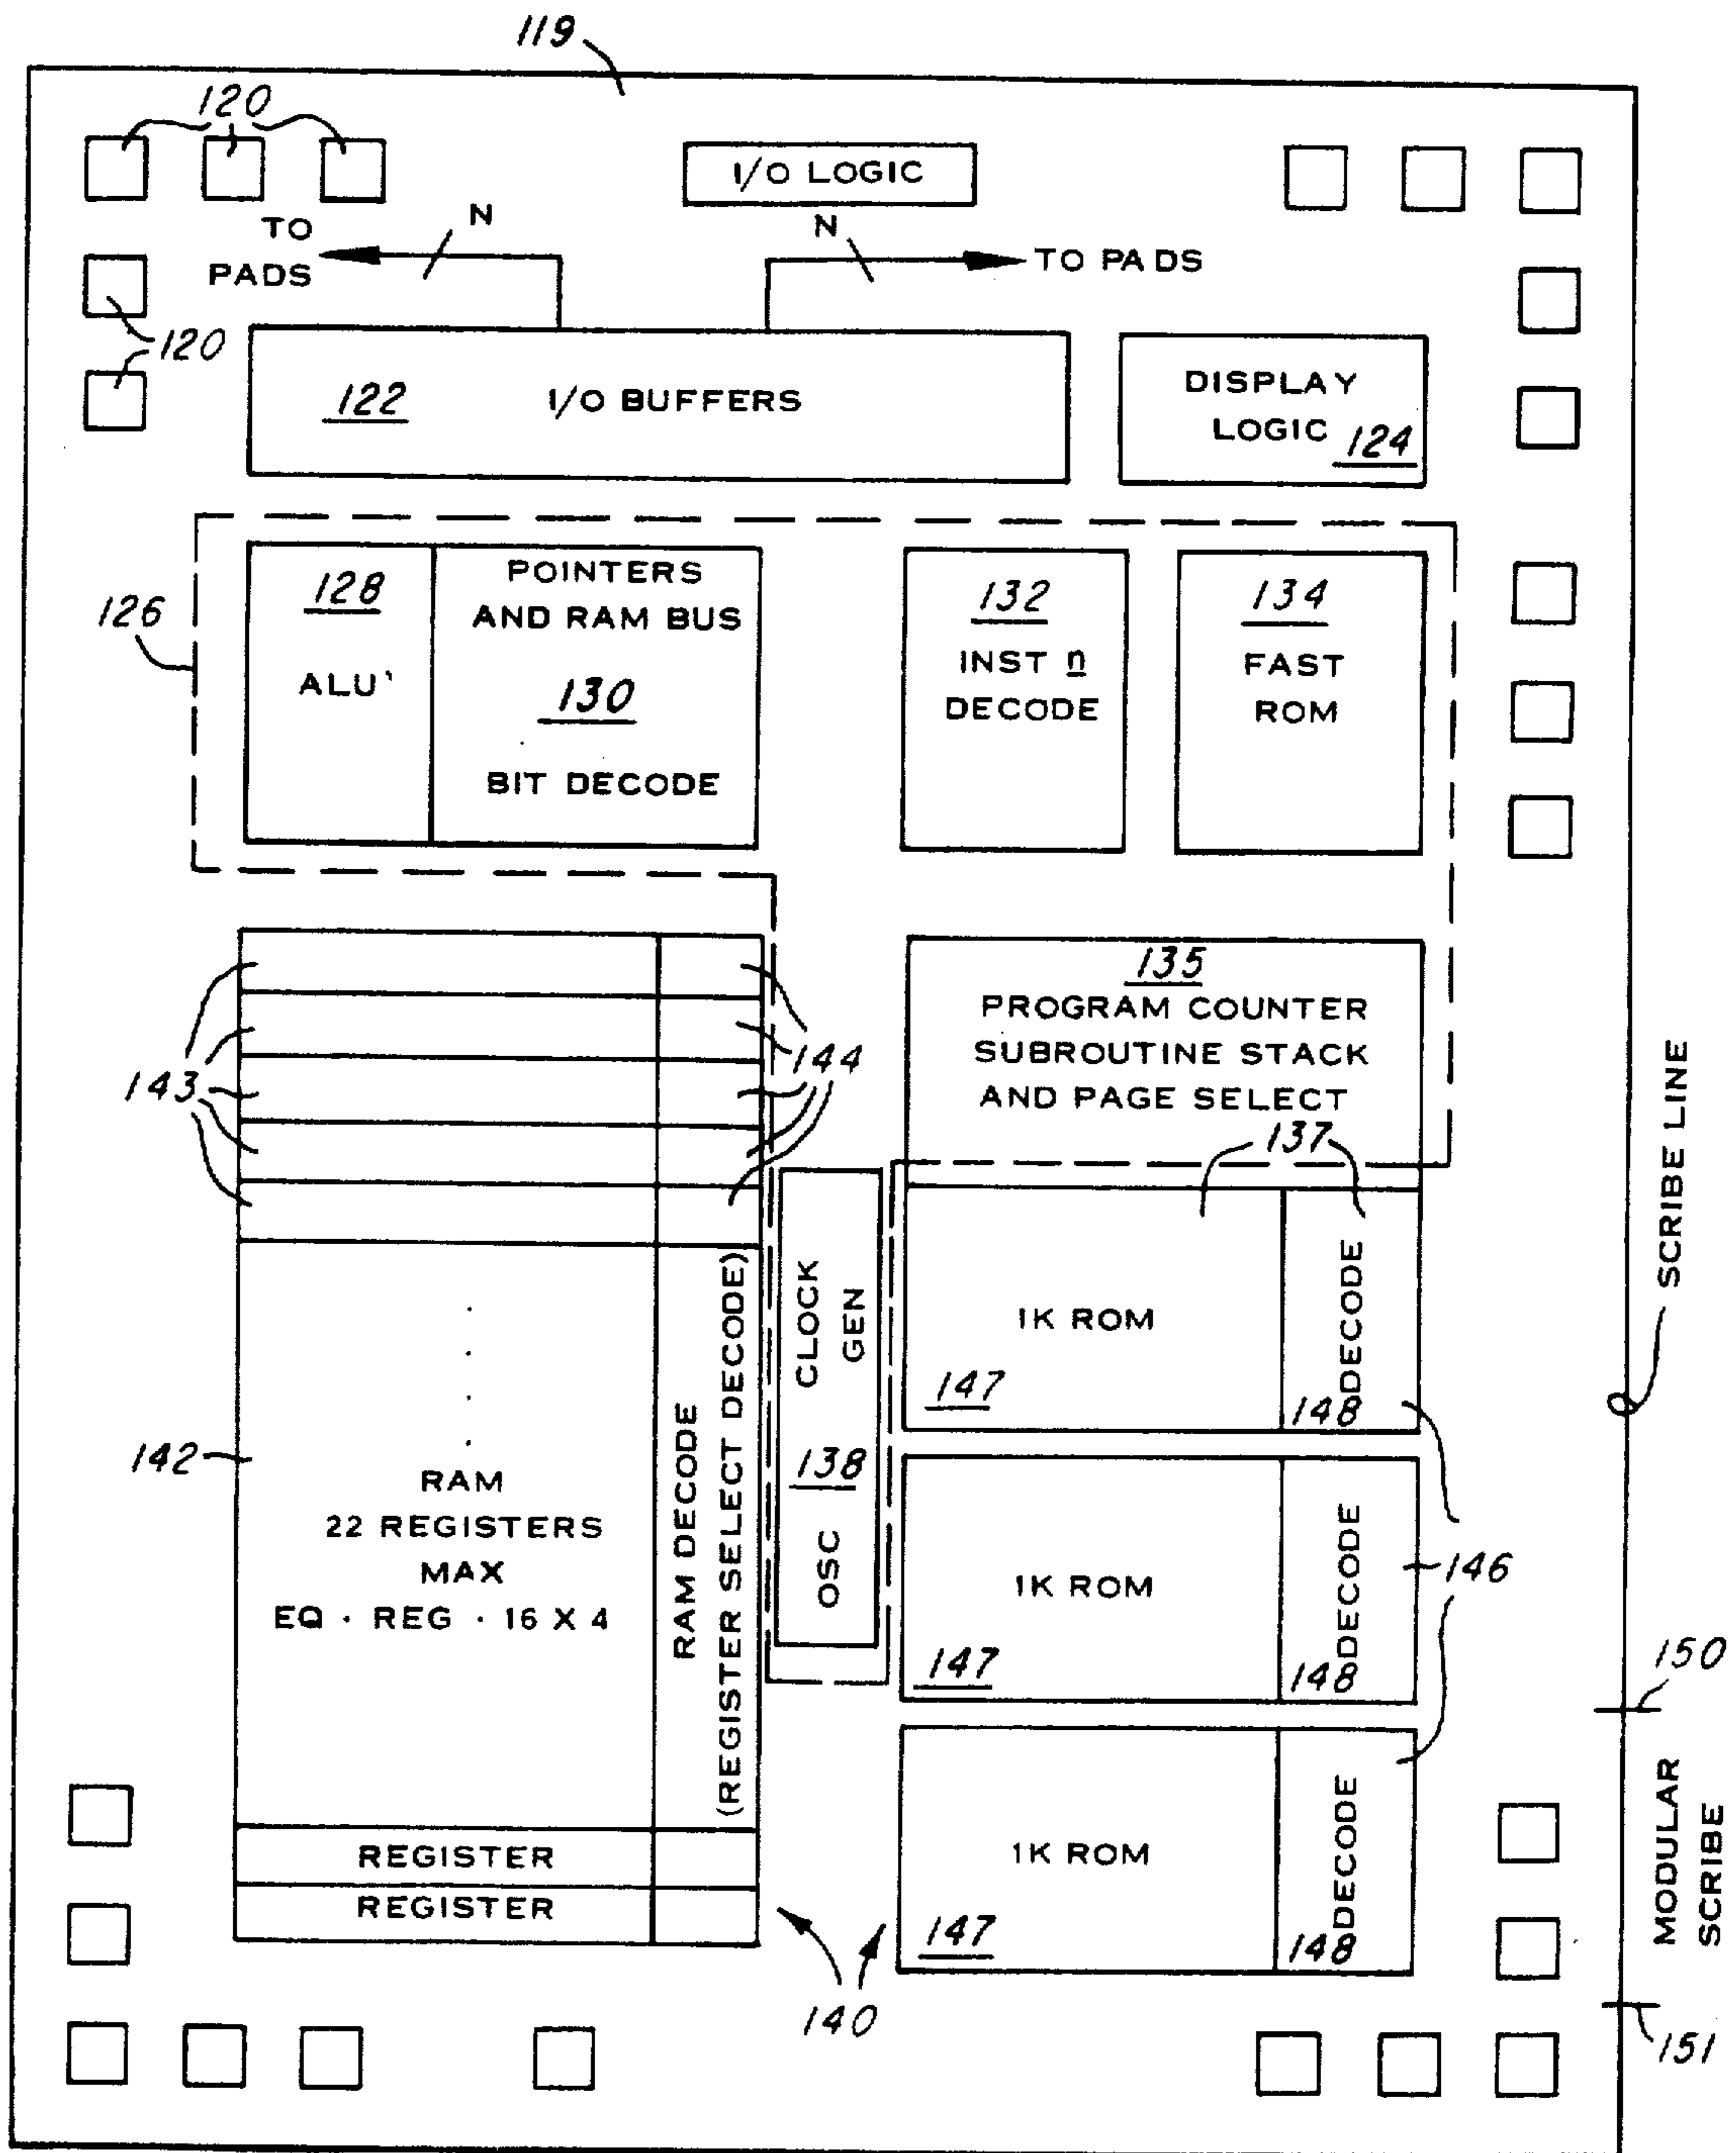 119
120
I/O LOGIC
N
N
TO
PADS
TO PADS
120
122
I/O BUFFERS
DISPLAY
LOGIC 124
126
128
ALU'
POINTERS
AND RAM BUS
130
BIT DECODE
132
INST n
DECODE
134
FAST
ROM
135
PROGRAM COUNTER
SUBROUTINE STACK
AND PAGE SELECT
143
144
137
SCRIBE LINE
CLOCK
GEN
138
OSC
1K ROM
147
DECODE
148
142
RAM
22 REGISTERS
MAX
EQ · REG · 16 X 4
RAM DECODE
(REGISTER SELECT DECODE)
1K ROM
147
DECODE
148
146
150
1K ROM
147
DECODE
148
MODULAR
SCRIBE
REGISTER
REGISTER
140
151